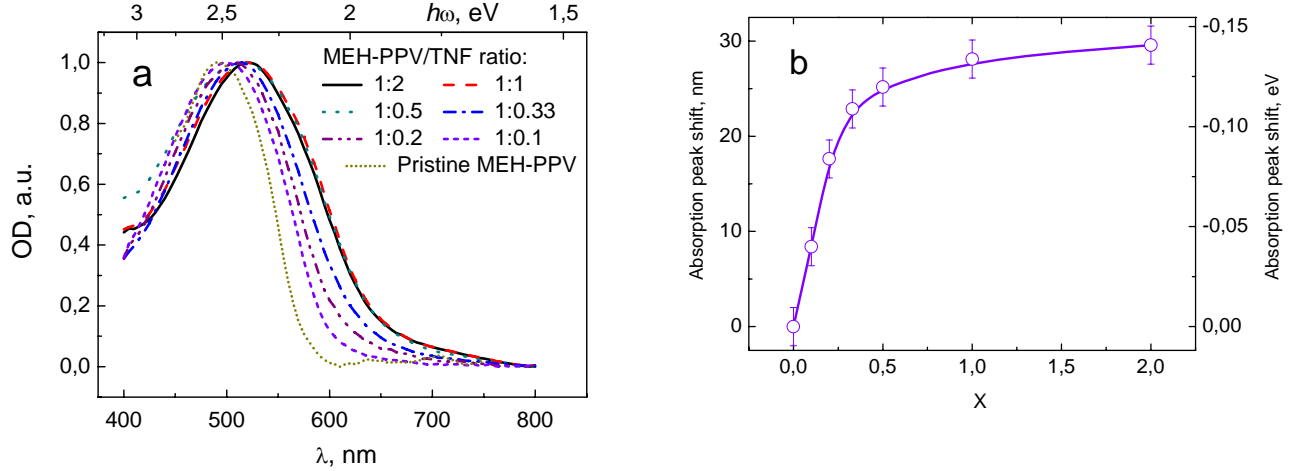 3 2,5 2 hω, eV 1,5
a
MEH-PPV/TNF ratio:
1:2 1:1
1:0.5 1:0.33
1:0.2 1:0.1
Pristine MEH-PPV
OD, a.u.
1,0
0,8
0,6
0,4
0,2
0,0
400 500 600 700 800
λ, nm
b
Absorption peak shift, nm
30
20
10
0
0,0 0,5 1,0 1,5 2,0
X
-0,15
-0,10
-0,05
0,00
Absorption peak shift, eV